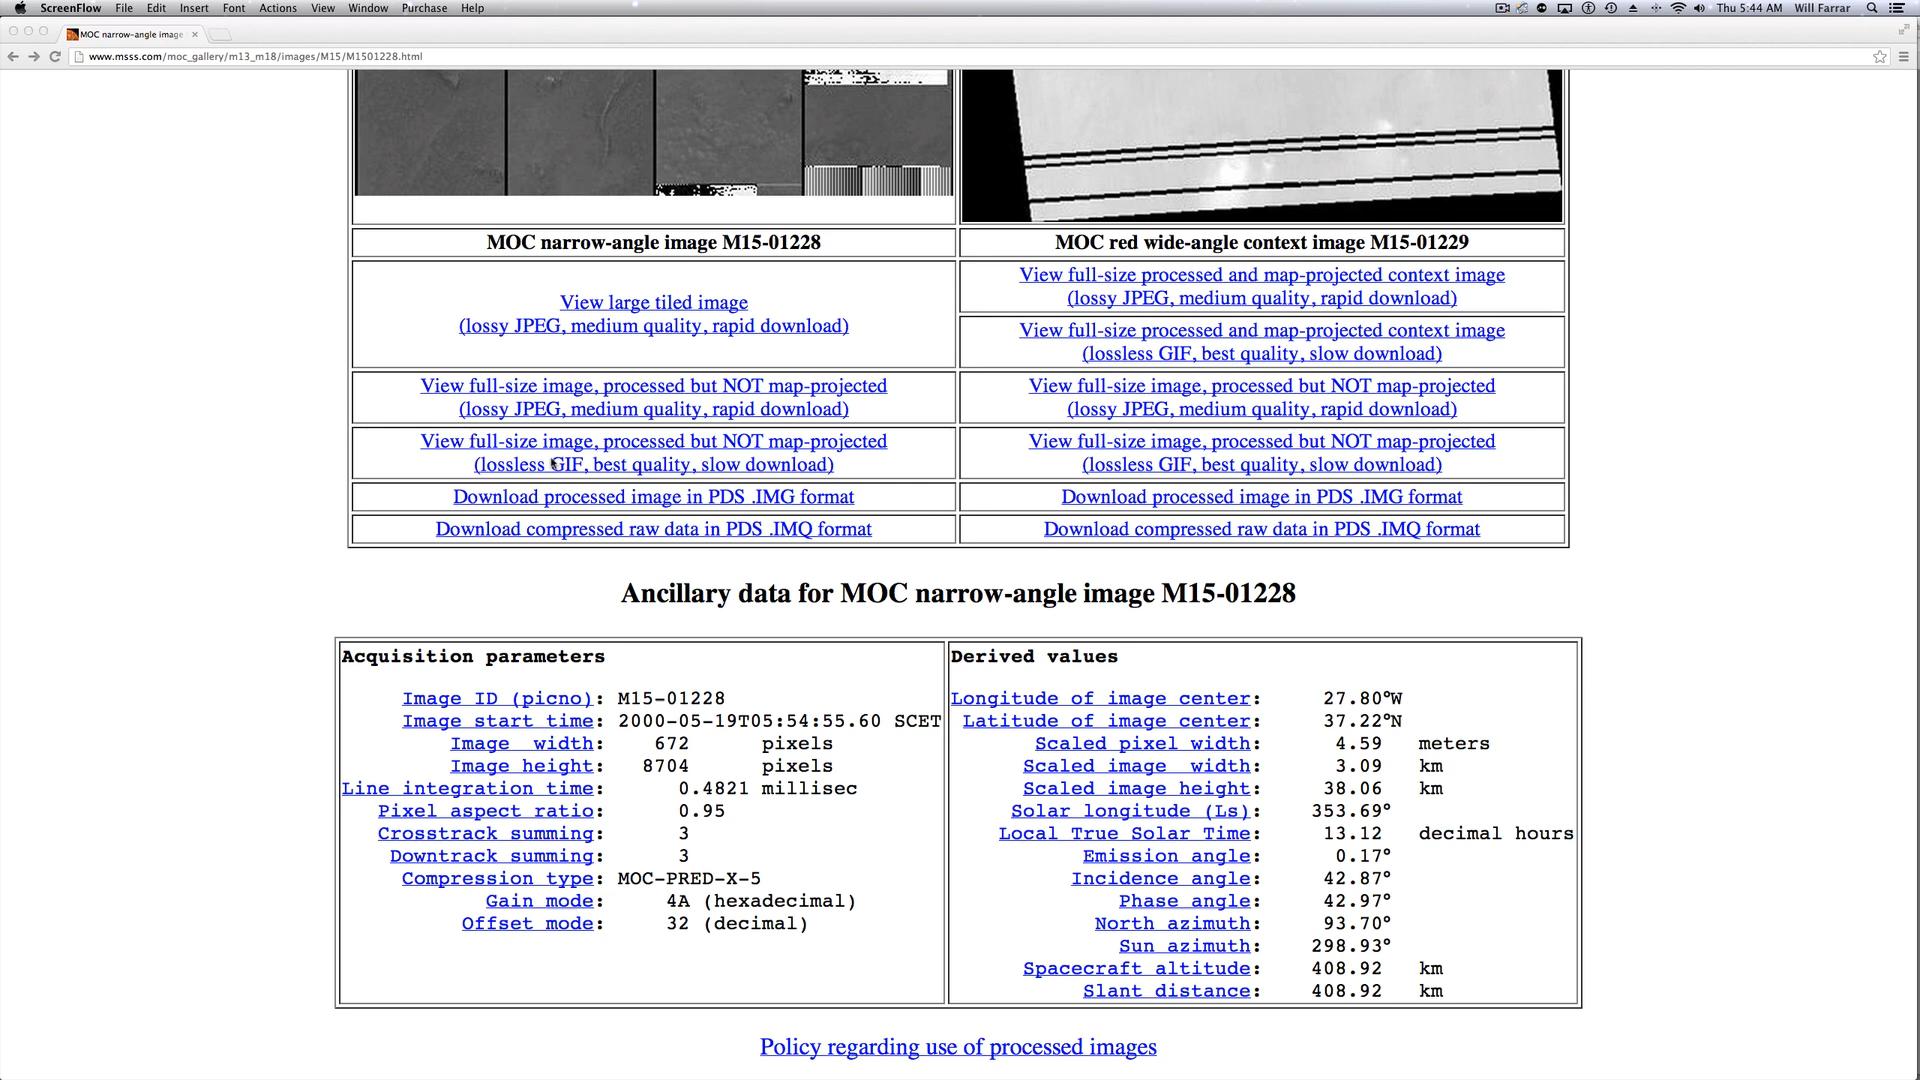 ScreenFlow File Edit Insert Font Actions View Window Purchase Help Thu 5:44 AM Will Farrar
MOC narrow-angle image
www.msss.com/moc_gallery/m13_m18/images/M15/M1501228.html
MOC narrow-angle image M15-01228
MOC red wide-angle context image M15-01229
View large tiled image
(lossy JPEG, medium quality, rapid download)
View full-size processed and map-projected context image
(lossy JPEG, medium quality, rapid download)
View full-size processed and map-projected context image
(lossless GIF, best quality, slow download)
View full-size image, processed but NOT map-projected
(lossy JPEG, medium quality, rapid download)
View full-size image, processed but NOT map-projected
(lossy JPEG, medium quality, rapid download)
View full-size image, processed but NOT map-projected
(lossless GIF, best quality, slow download)
View full-size image, processed but NOT map-projected
(lossless GIF, best quality, slow download)
Download processed image in PDS .IMG format
Download processed image in PDS .IMG format
Download compressed raw data in PDS .IMQ format
Download compressed raw data in PDS .IMQ format
Ancillary data for MOC narrow-angle image M15-01228
Acquisition parameters
Image ID (picno): M15-01228
Image start time: 2000-05-19T05:54:55.60 SCET
Image width: 672 pixels
Image height: 8704 pixels
Line integration time: 0.4821 millisec
Pixel aspect ratio: 0.95
Crosstrack summing: 3
Downtrack summing: 3
Compression type: MOC-PRED-X-5
Gain mode: 4A (hexadecimal)
Offset mode: 32 (decimal)
Derived values
Longitude of image center: 27.80°W
Latitude of image center: 37.22°N
Scaled pixel width: 4.59 meters
Scaled image width: 3.09 km
Scaled image height: 38.06 km
Solar longitude (Ls): 353.69°
Local True Solar Time: 13.12 decimal hours
Emission angle: 0.17°
Incidence angle: 42.87°
Phase angle: 42.97°
North azimuth: 93.70°
Sun azimuth: 298.93°
Spacecraft altitude: 408.92 km
Slant distance: 408.92 km
Policy regarding use of processed images